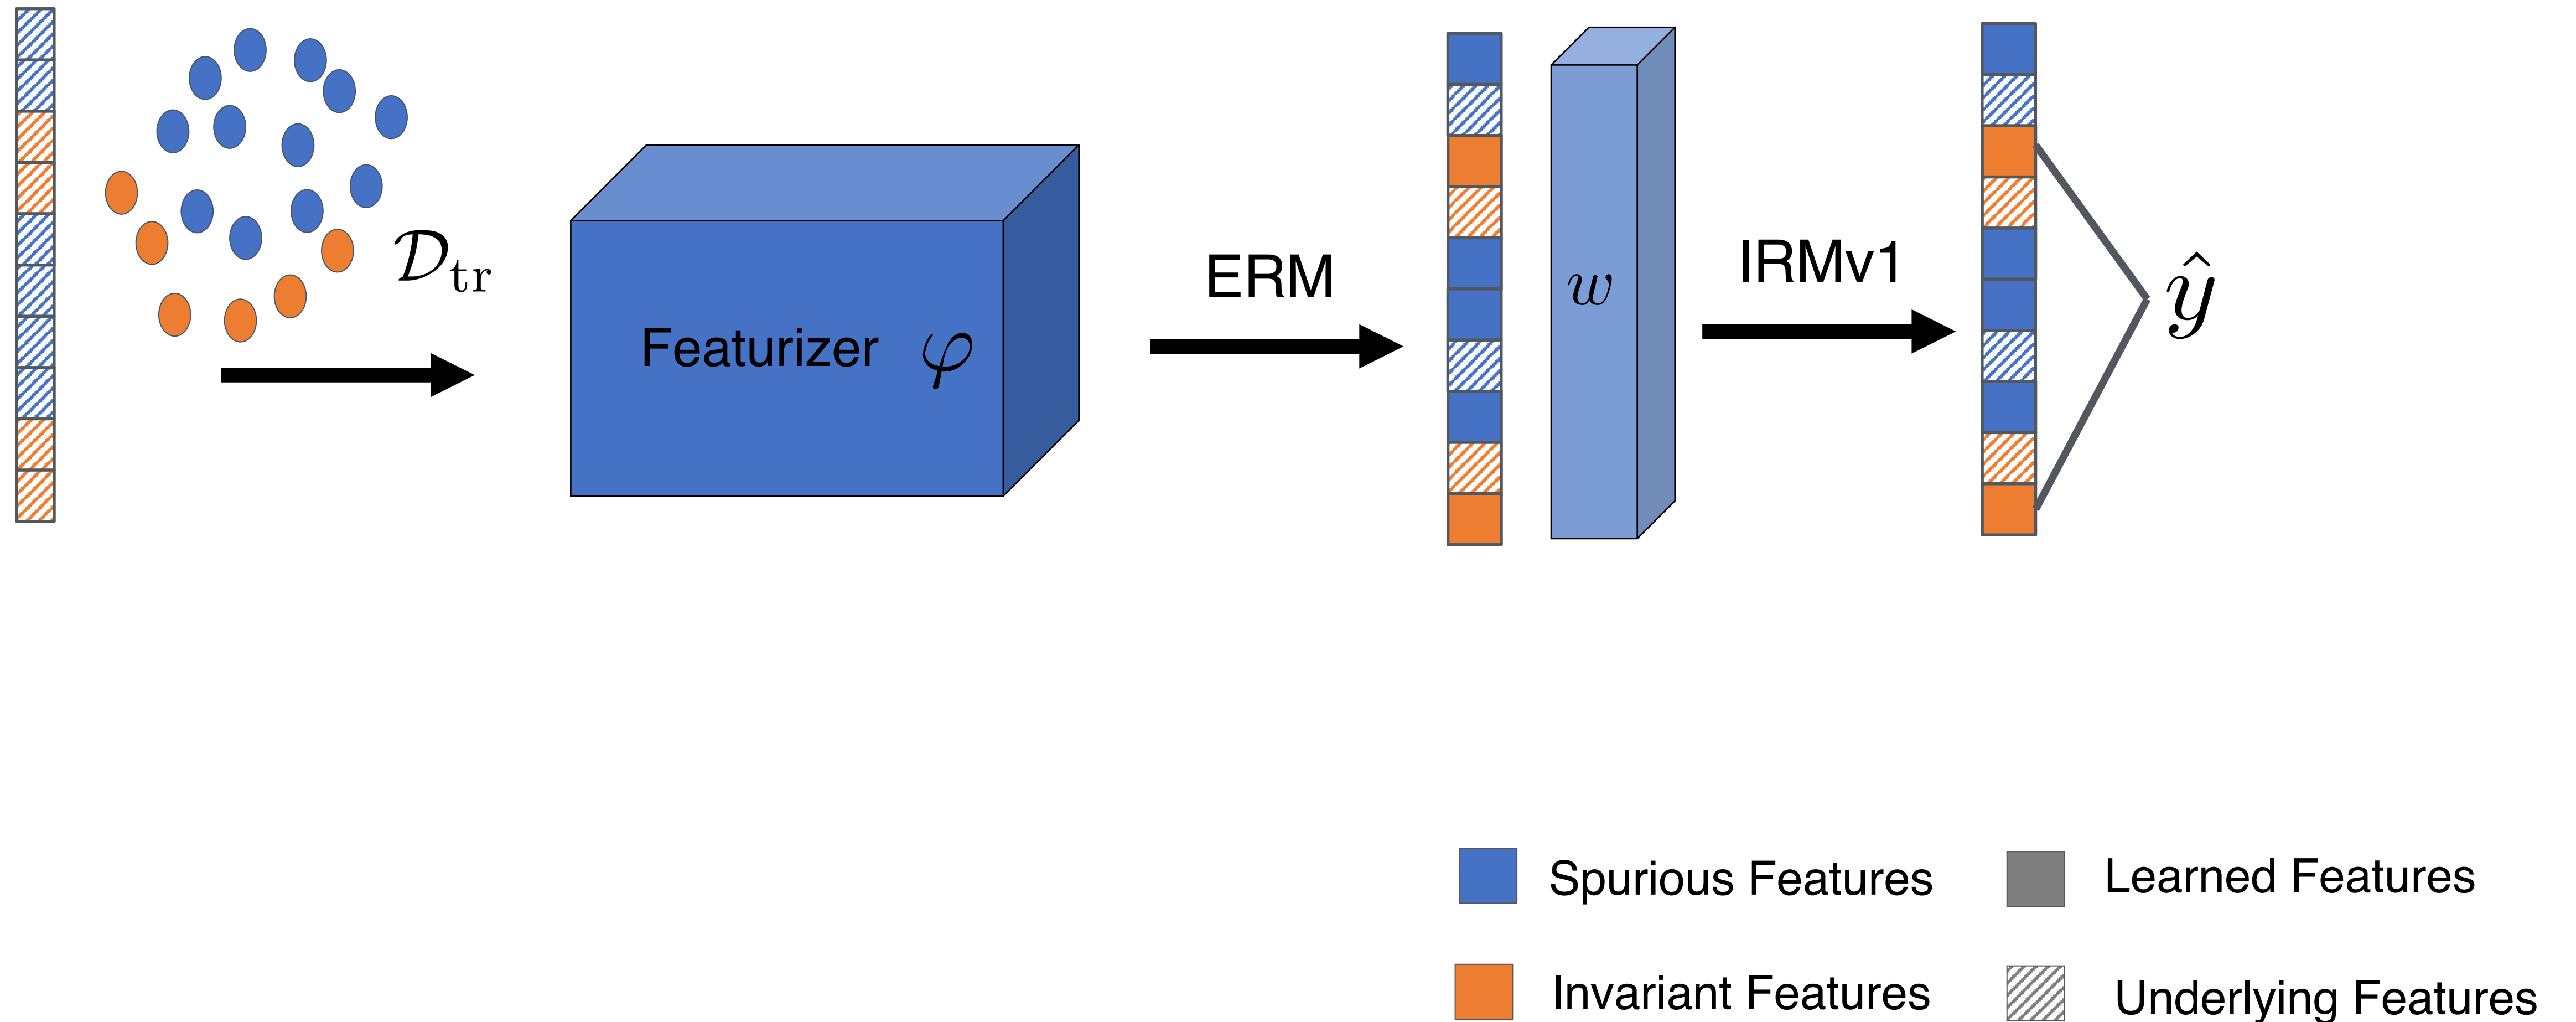 𝒟tr
Featurizer φ
ERM
w
IRMv1
ŷ
Spurious Features
Learned Features
Invariant Features
Underlying Features